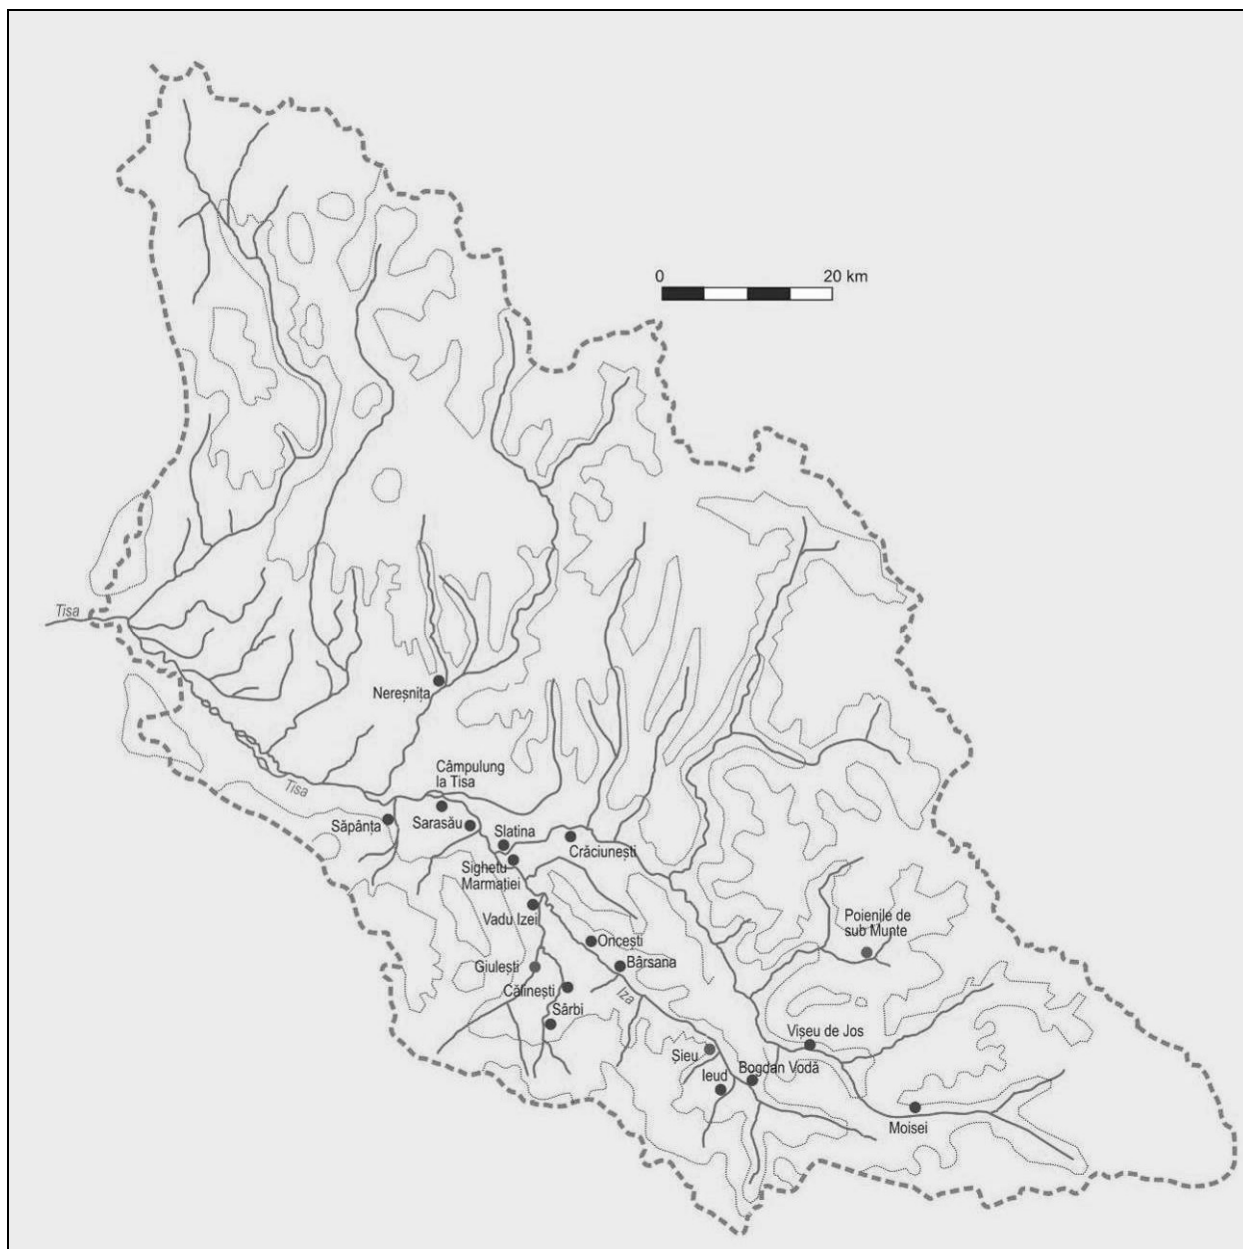 0 20 km
Tisa
Nereșnița
Câmpulung
la Tisa
Tisa
Săpânța
Sarasău
Slatina
Crăciunești
Sighetu
Marmației
Vadu Izei
Poienile de
sub Munte
Oncești
Giulești
Bârsana
Călinești
Iza
Sârbi
Vișeu de Jos
Șieu
Ieud
Bogdan Vodă
Moisei